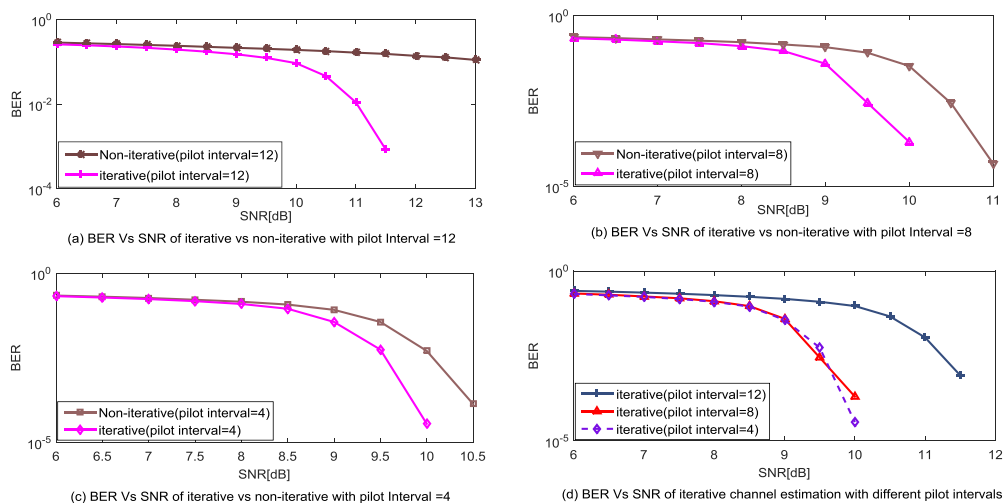 10^0
10^-2
10^-4
BER
Non-iterative(pilot interval=12)
iterative(pilot interval=12)
6 7 8 9 10 11 12 13
SNR[dB]
(a) BER Vs SNR of iterative vs non-iterative with pilot Interval =12
10^0
10^-5
BER
Non-iterative(pilot interval=8)
iterative(pilot interval=8)
6 7 8 9 10 11
SNR[dB]
(b) BER Vs SNR of iterative vs non-iterative with pilot Interval =8
10^0
10^-5
BER
Non-iterative(pilot interval=4)
iterative(pilot interval=4)
6 6.5 7 7.5 8 8.5 9 9.5 10 10.5
SNR[dB]
(c) BER Vs SNR of iterative vs non-iterative with pilot Interval =4
10^0
10^-5
BER
iterative(pilot interval=12)
iterative(pilot interval=8)
iterative(pilot interval=4)
6 7 8 9 10 11 12
SNR[dB]
(d) BER Vs SNR of iterative channel estimation with different pilot intervals